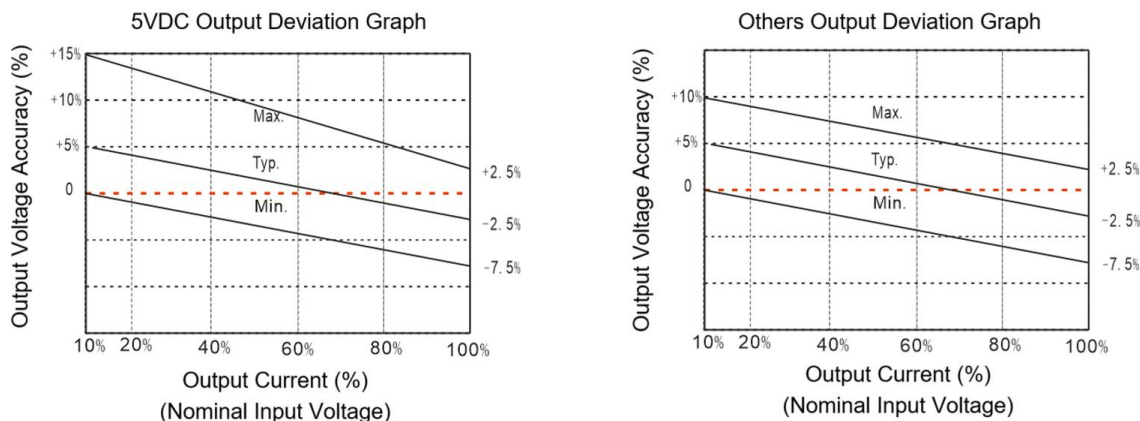 5VDC Output Deviation Graph
Output Voltage Accuracy (%)
+15%
+10%
+5%
0
Max.
Typ.
Min.
+2.5%
-2.5%
-7.5%
10% 20% 40% 60% 80% 100%
Output Current (%)
(Nominal Input Voltage)
Others Output Deviation Graph
Output Voltage Accuracy (%)
+10%
+5%
0
Max.
Typ.
Min.
+2.5%
-2.5%
-7.5%
10% 20% 40% 60% 80% 100%
Output Current (%)
(Nominal Input Voltage)